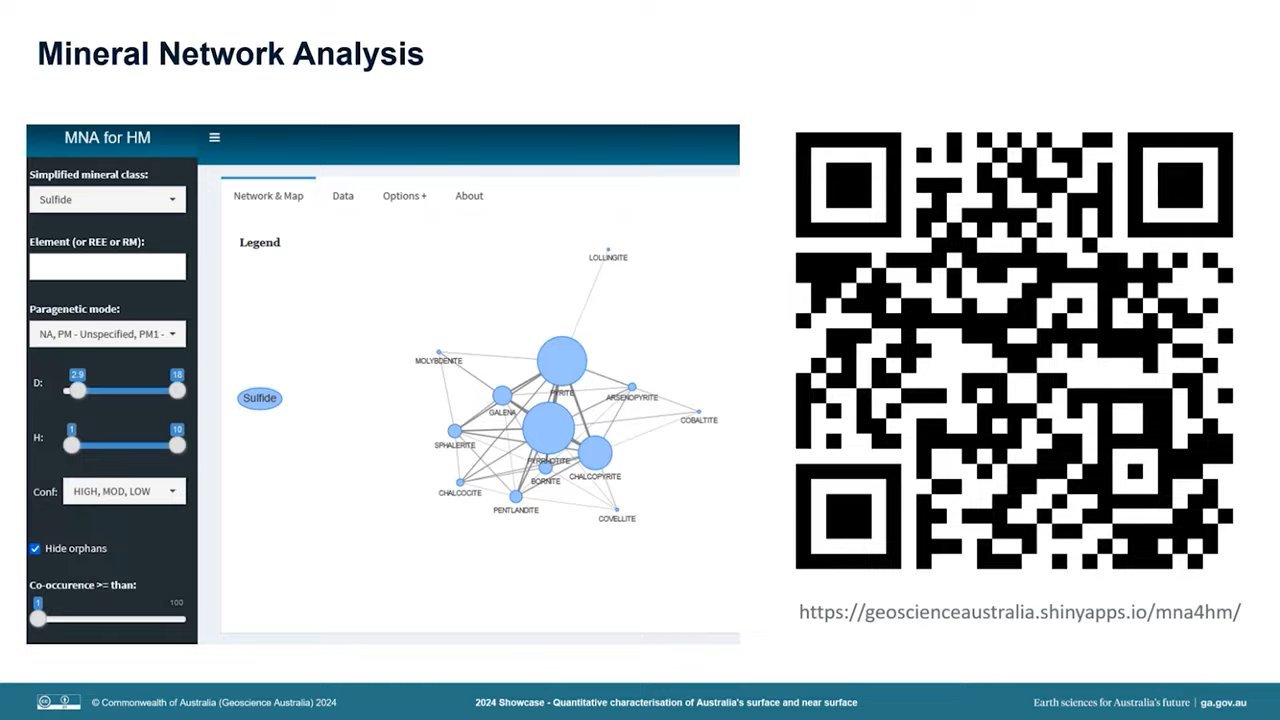 Mineral Network Analysis
MNA for HM
Simplified mineral class:
Sulfide
Element (or REE or RM):
Paragenetic mode:
NA, PM - Unspecified, PM1 -
D:
2.9
18
H:
1
10
Conf:
HIGH, MOD, LOW
Hide orphans
Co-occurence >= than:
1
100
Network & Map
Data
Options +
About
Legend
Sulfide
LOLLINGITE
MOLYBDENITE
PYRITE
ARSENOPYRITE
GALENA
COBALTITE
SPHALERITE
PYRRHOTITE
CHALCOPYRITE
BORNITE
CHALCOCITE
PENTLANDITE
COVELLITE
https://geoscienceaustralia.shinyapps.io/mna4hm/
© Commonwealth of Australia (Geoscience Australia) 2024
2024 Showcase - Quantitative characterisation of Australia's surface and near surface
Earth sciences for Australia's future | ga.gov.au